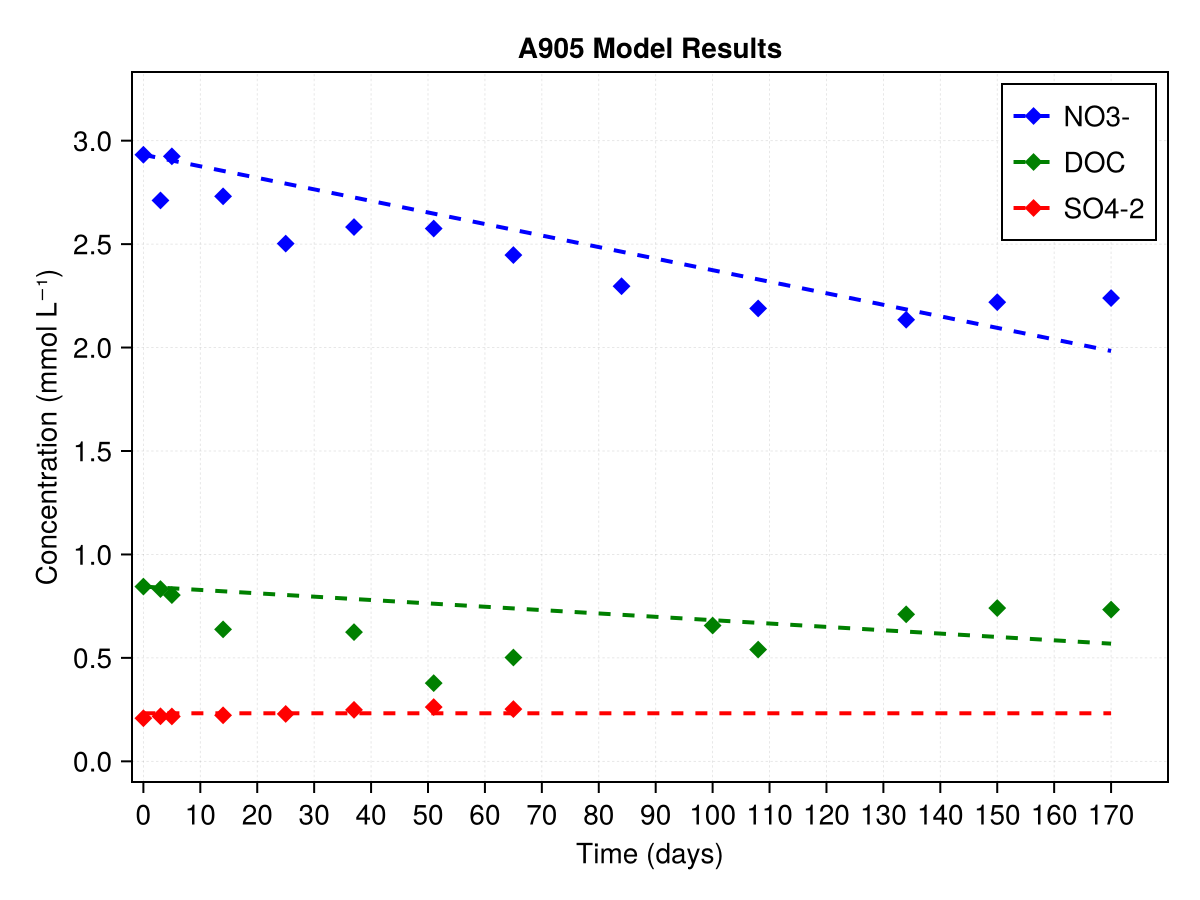 A905 Model Results
NO3-
DOC
SO4-2
3.0
2.5
2.0
1.5
1.0
0.5
0.0
Concentration (mmol L⁻¹)
0 10 20 30 40 50 60 70 80 90 100 110 120 130 140 150 160 170
Time (days)